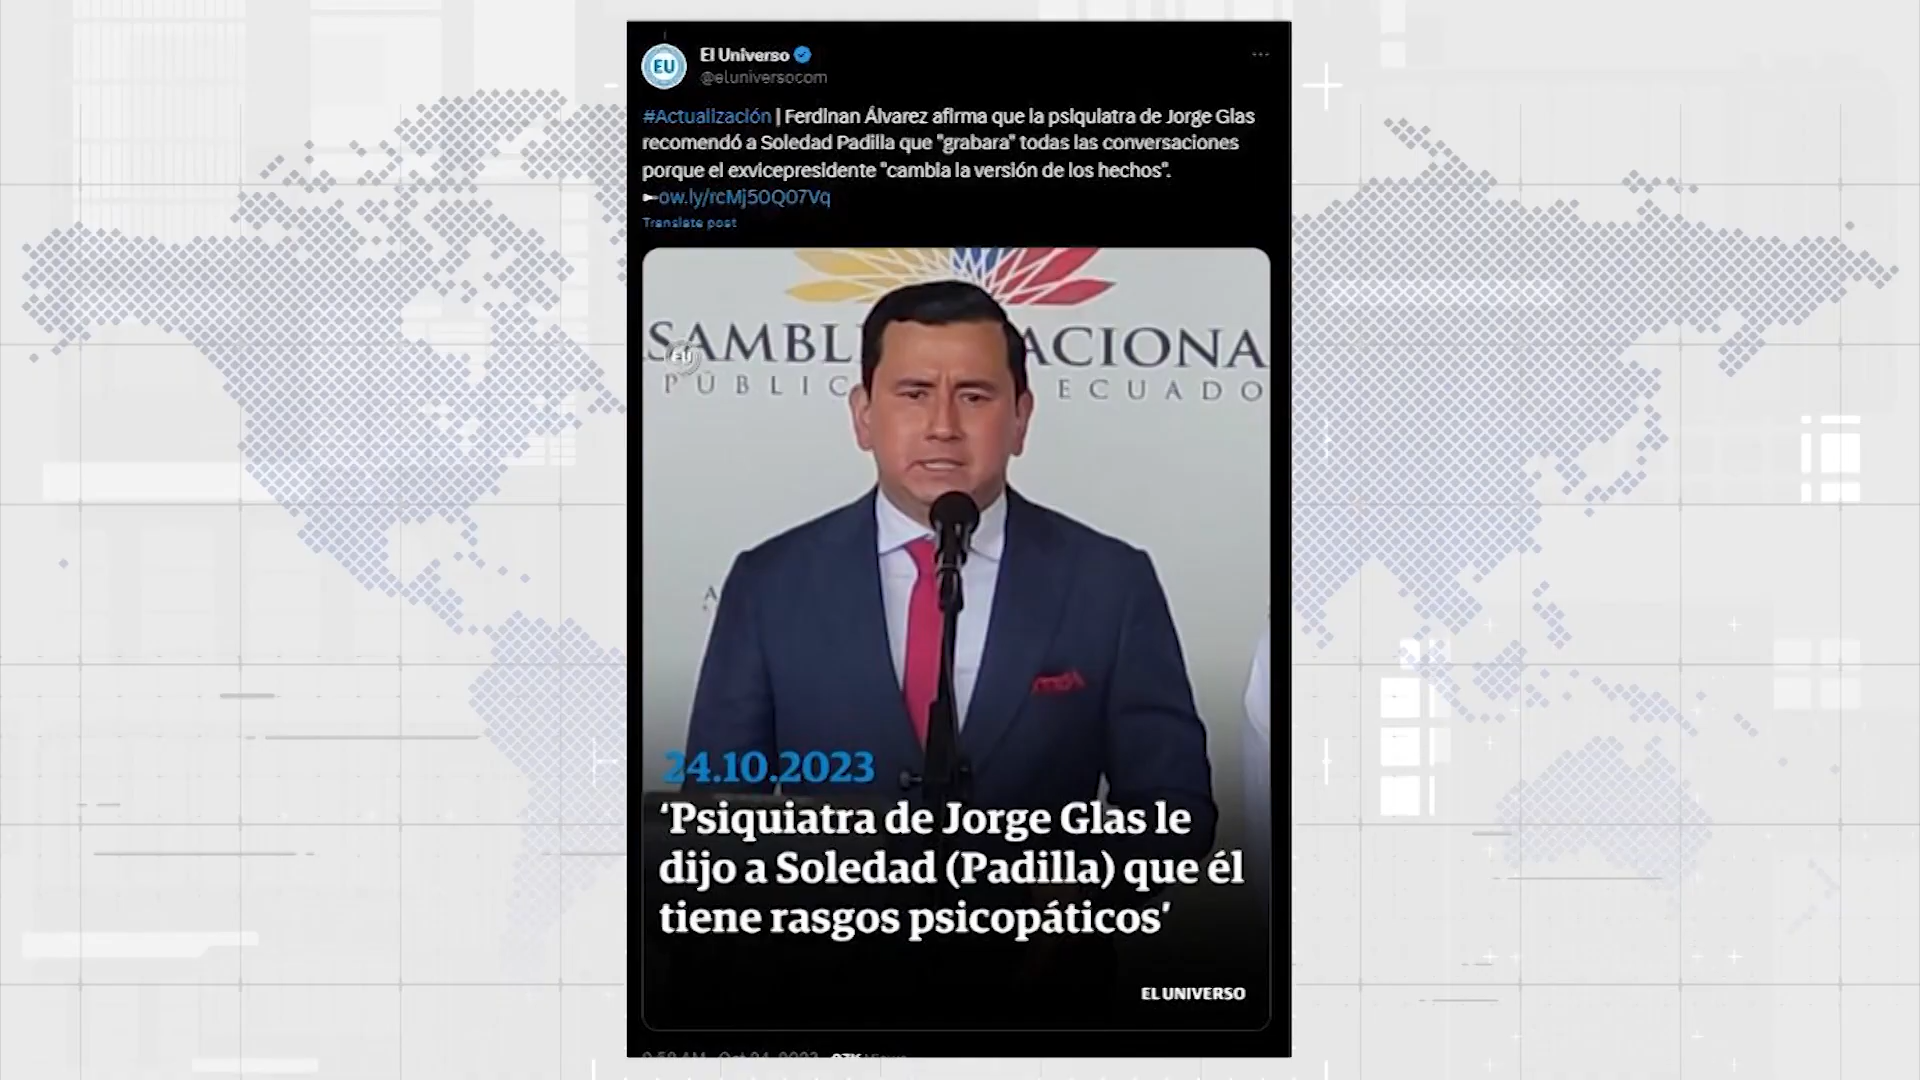 El Universo
@eluniversocom
#Actualización | Ferdinan Álvarez afirma que la psiquiatra de Jorge Glas
recomendó a Soledad Padilla que "grabara" todas las conversaciones
porque el exvicepresidente "cambia la versión de los hechos".
ow.ly/rcMj50Q07Vq
Translate post
SAMBL ACIONA
EU
PÚBLIC ECUADO
24.10.2023
‘Psiquiatra de Jorge Glas le
dijo a Soledad (Padilla) que él
tiene rasgos psicopáticos’
EL UNIVERSO